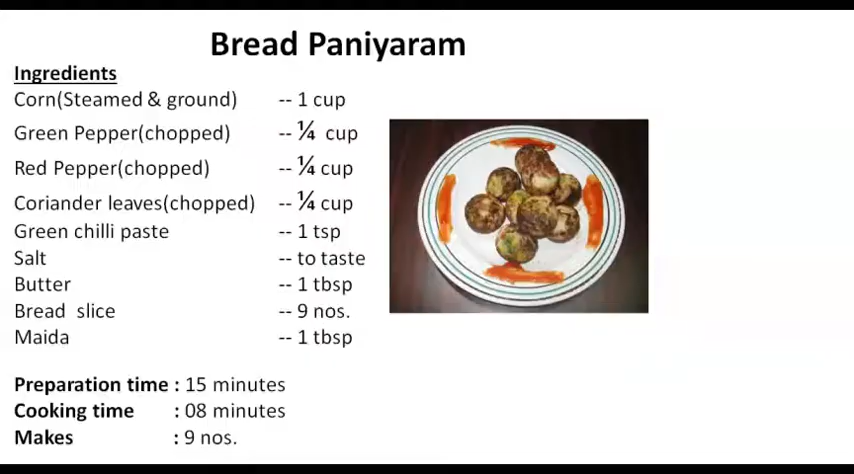 Bread Paniyaram
Ingredients
Corn(Steamed & ground) -- 1 cup
Green Pepper(chopped) -- ¼ cup
Red Pepper(chopped) -- ¼ cup
Coriander leaves(chopped) -- ¼ cup
Green chilli paste -- 1 tsp
Salt -- to taste
Butter -- 1 tbsp
Bread slice -- 9 nos.
Maida -- 1 tbsp
Preparation time : 15 minutes
Cooking time : 08 minutes
Makes : 9 nos.